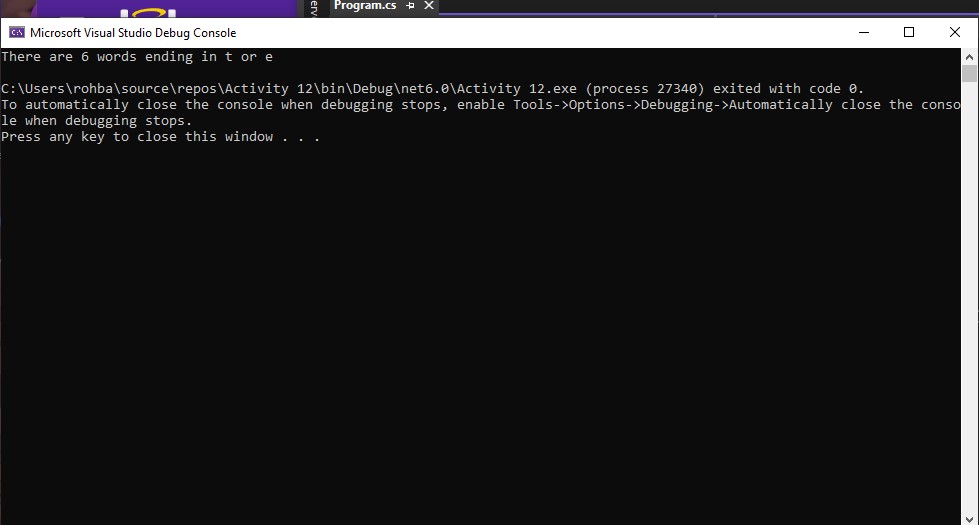 Program.cs
Microsoft Visual Studio Debug Console
There are 6 words ending in t or e
C:\Users\rohba\source\repos\Activity 12\bin\Debug\net6.0\Activity 12.exe (process 27340) exited with code 0.
To automatically close the console when debugging stops, enable Tools->Options->Debugging->Automatically close the conso
le when debugging stops.
Press any key to close this window . . .